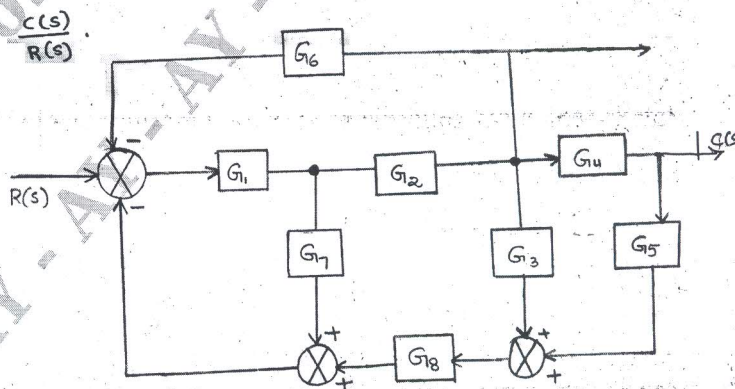 C(s)
R(s) .
G6
-
G1
G2
G4
C(s
R(s)
-
G7
G3
G5
+
+
G8
+
+